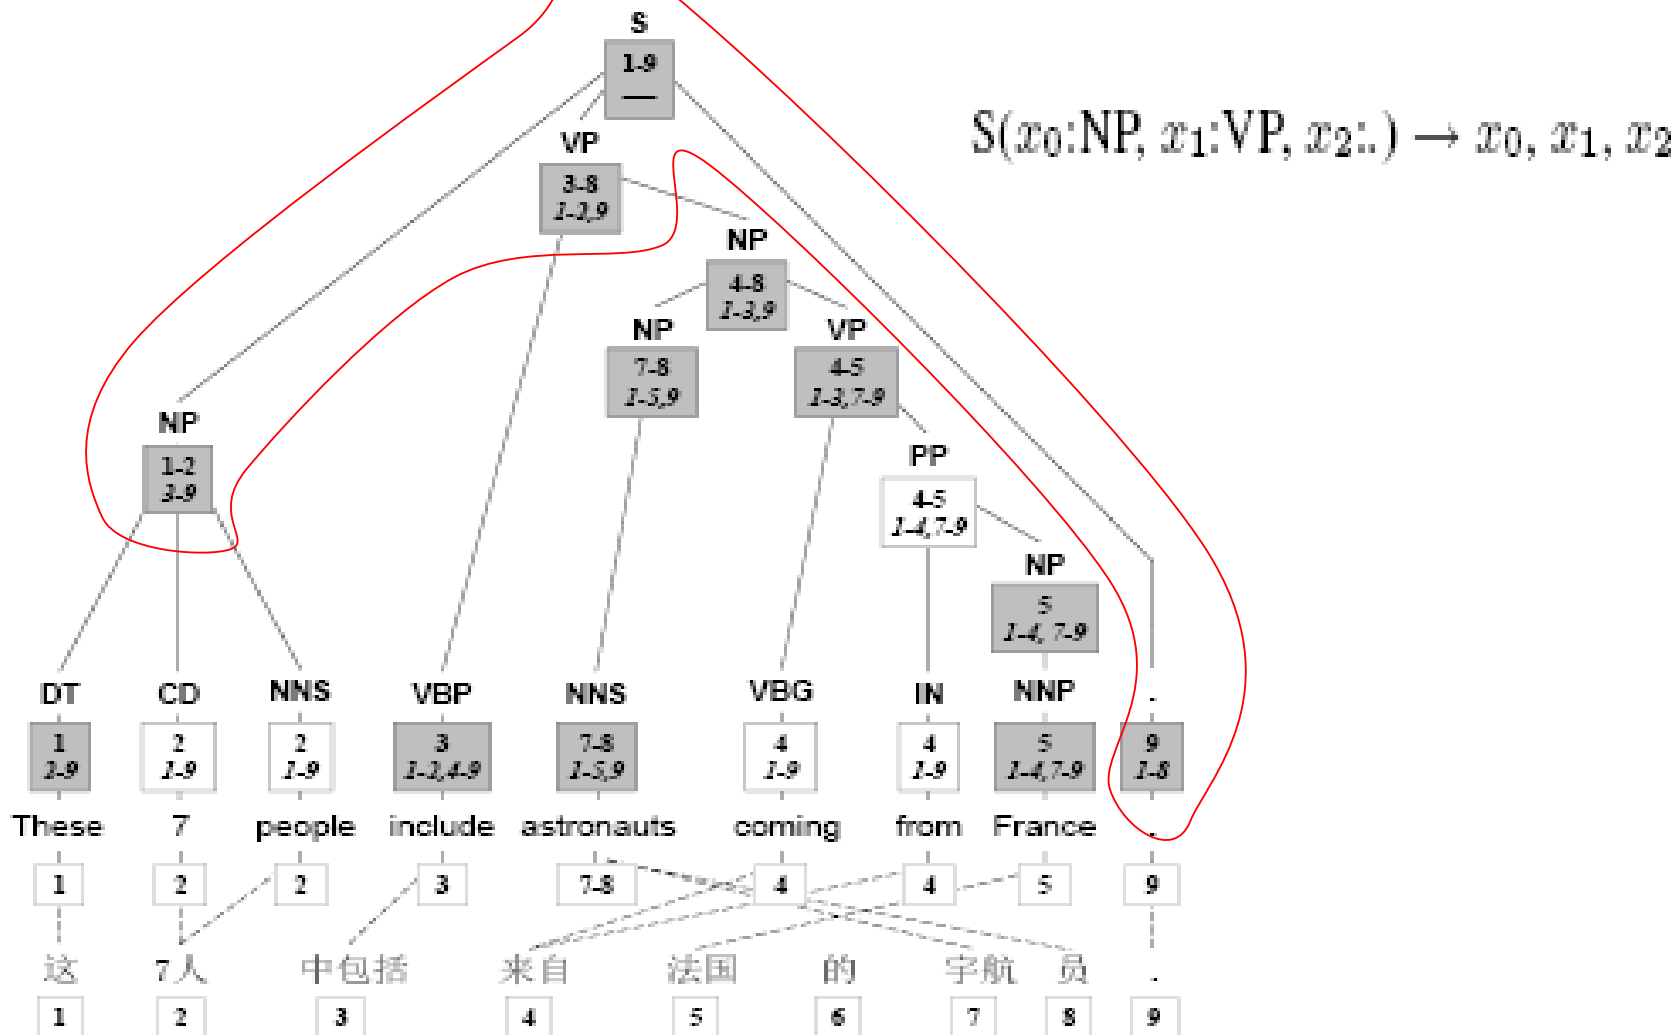 S
1-9
—
S(x₀:NP, x₁:VP, x₂:.) → x₀, x₁, x₂
VP
3-8
1-2,9
NP
4-8
1-3,9
NP VP
7-8 4-5
1-5,9 1-3,7-9
NP
1-2
3-9
PP
4-5
1-4,7-9
NP
5
1-4, 7-9
DT CD NNS VBP NNS VBG IN NNP .
1 2 2 3 7-8 4 4 5 9
2-9 1-9 1-9 1-2,4-9 1-5,9 1-9 1-9 1-4,7-9 1-8
These 7 people include astronauts coming from France .
1 2 2 3 7-8 4 4 5 9
这 7人 中包括 来自 法国 的 宇航 员 .
1 2 3 4 5 6 7 8 9